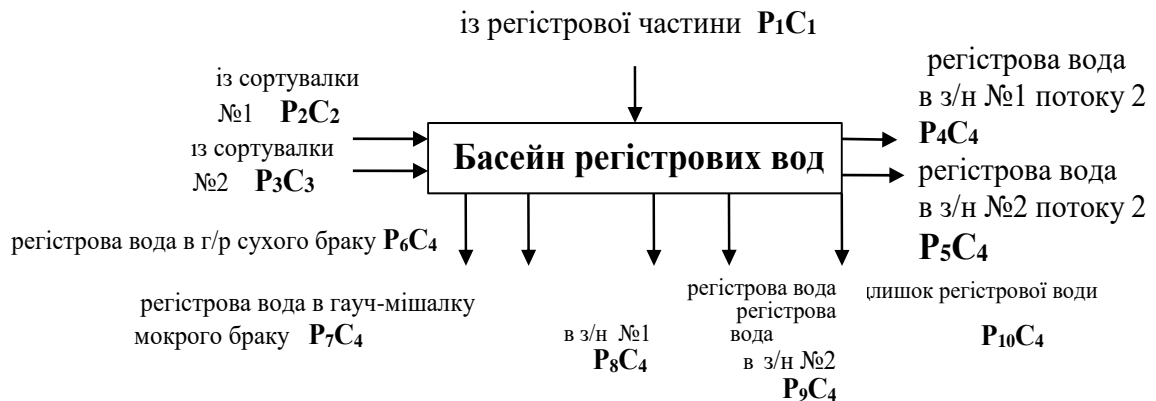 із регістрової частини P₁C₁
із сортувалки
№1 P₂C₂
із сортувалки
№2 P₃C₃
Басейн регістрових вод
регістрова вода
в з/н №1 потоку 2
P₄C₄
регістрова вода
в з/н №2 потоку 2
P₅C₄
регістрова вода в г/р сухого браку P₆C₄
регістрова вода в гауч-мішалку
мокрого браку P₇C₄
регістрова вода
в з/н №1
P₈C₄
регістрова
вода
в з/н №2
P₉C₄
лишок регістрової води
P₁₀C₄